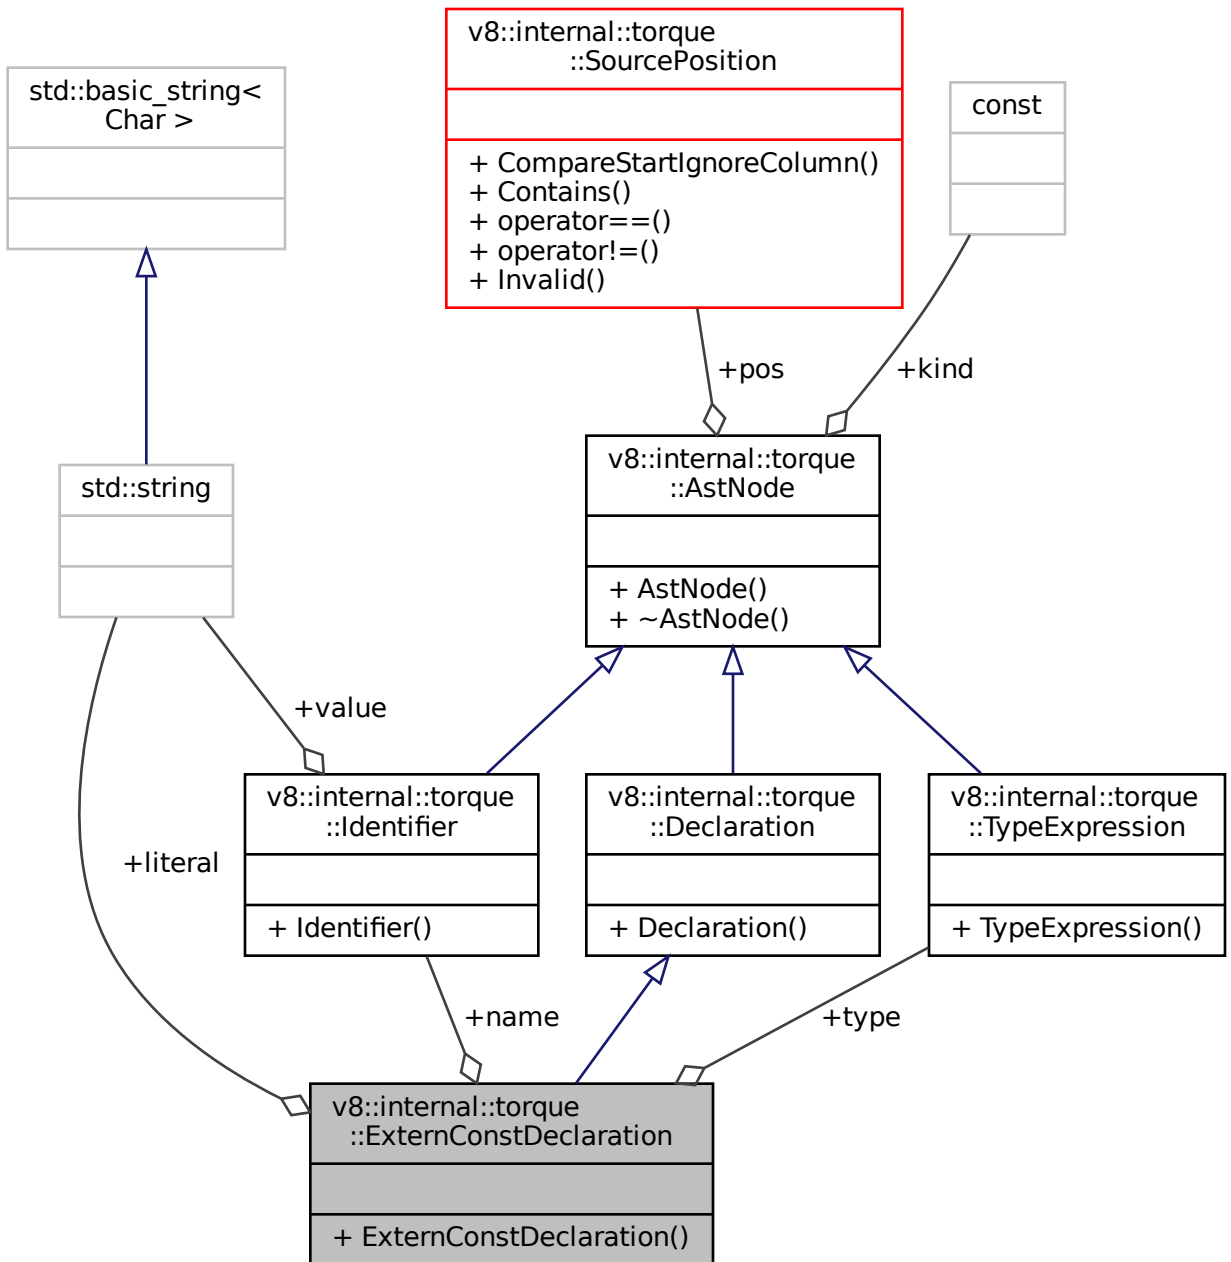 v8::internal::torque
::SourcePosition
+ CompareStartIgnoreColumn()
+ Contains()
+ operator==()
+ operator!=()
+ Invalid()
std::basic_string<
Char >
const
+pos
+kind
v8::internal::torque
::AstNode
+ AstNode()
+ ~AstNode()
std::string
+value
v8::internal::torque
::Identifier
+ Identifier()
v8::internal::torque
::Declaration
+ Declaration()
v8::internal::torque
::TypeExpression
+ TypeExpression()
+literal
+name
+type
v8::internal::torque
::ExternConstDeclaration
+ ExternConstDeclaration()